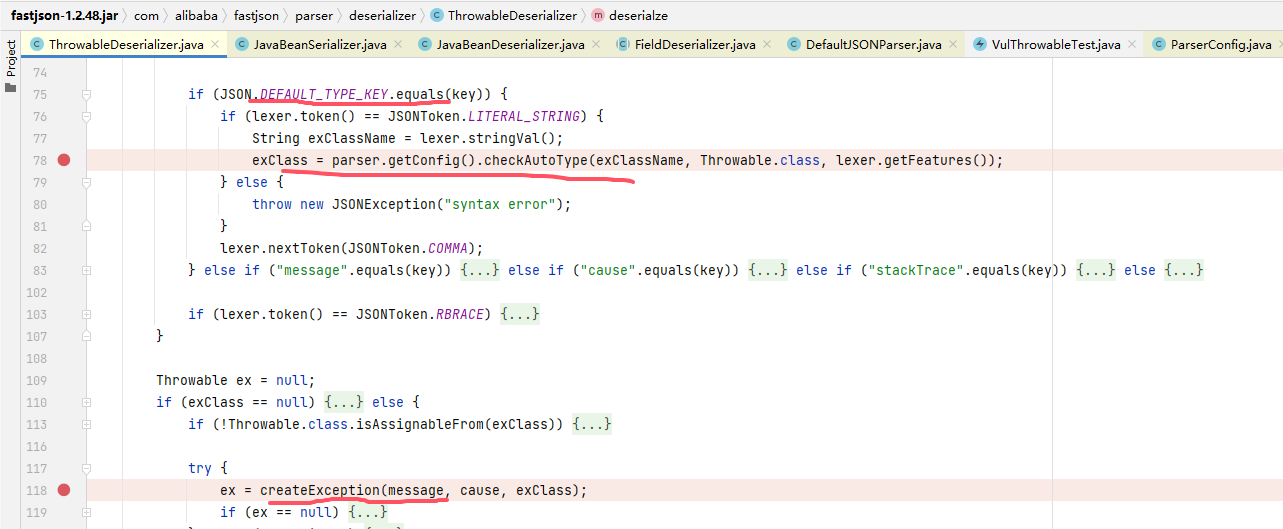 fastjson-1.2.48.jar › com › alibaba › fastjson › parser › deserializer › C ThrowableDeserializer › m deserialze
C ThrowableDeserializer.java × C JavaBeanSerializer.java × C JavaBeanDeserializer.java × C FieldDeserializer.java × C DefaultJSONParser.java × VulThrowableTest.java × C ParserConfig.java ×
Project
74
75 if (JSON.DEFAULT_TYPE_KEY.equals(key)) {
76 if (lexer.token() == JSONToken.LITERAL_STRING) {
77 String exClassName = lexer.stringVal();
78 exClass = parser.getConfig().checkAutoType(exClassName, Throwable.class, lexer.getFeatures());
79 } else {
80 throw new JSONException("syntax error");
81 }
82 lexer.nextToken(JSONToken.COMMA);
83 } else if ("message".equals(key)) {...} else if ("cause".equals(key)) {...} else if ("stackTrace".equals(key)) {...} else {...}
102
103 if (lexer.token() == JSONToken.RBRACE) {...}
107 }
108
109 Throwable ex = null;
110 if (exClass == null) {...} else {
113 if (!Throwable.class.isAssignableFrom(exClass)) {...}
116
117 try {
118 ex = createException(message, cause, exClass);
119 if (ex == null) {...}